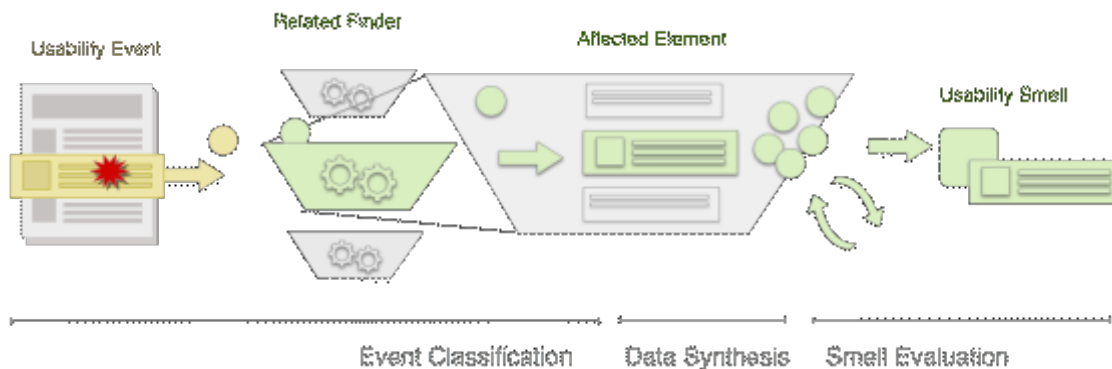 Related Finder
Usability Event
Affected Element
Usability Smell
Event Classification
Data Synthesis
Smell Evaluation